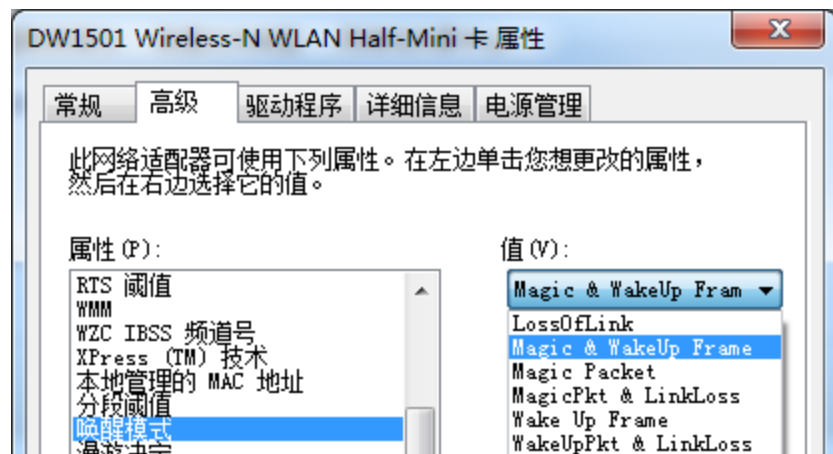 DW1501 Wireless-N WLAN Half-Mini 卡 属性
常规 高级 驱动程序 详细信息 电源管理
此网络适配器可使用下列属性。在左边单击您想更改的属性，
然后在右边选择它的值。
属性(P):
RTS 阈值
WMM
WZC IBSS 频道号
XPress (TM) 技术
本地管理的 MAC 地址
分段阈值
唤醒模式
漫游决定
值(V):
Magic & WakeUp Fram
LossOfLink
Magic & WakeUp Frame
Magic Packet
MagicPkt & LinkLoss
Wake Up Frame
WakeUpPkt & LinkLoss